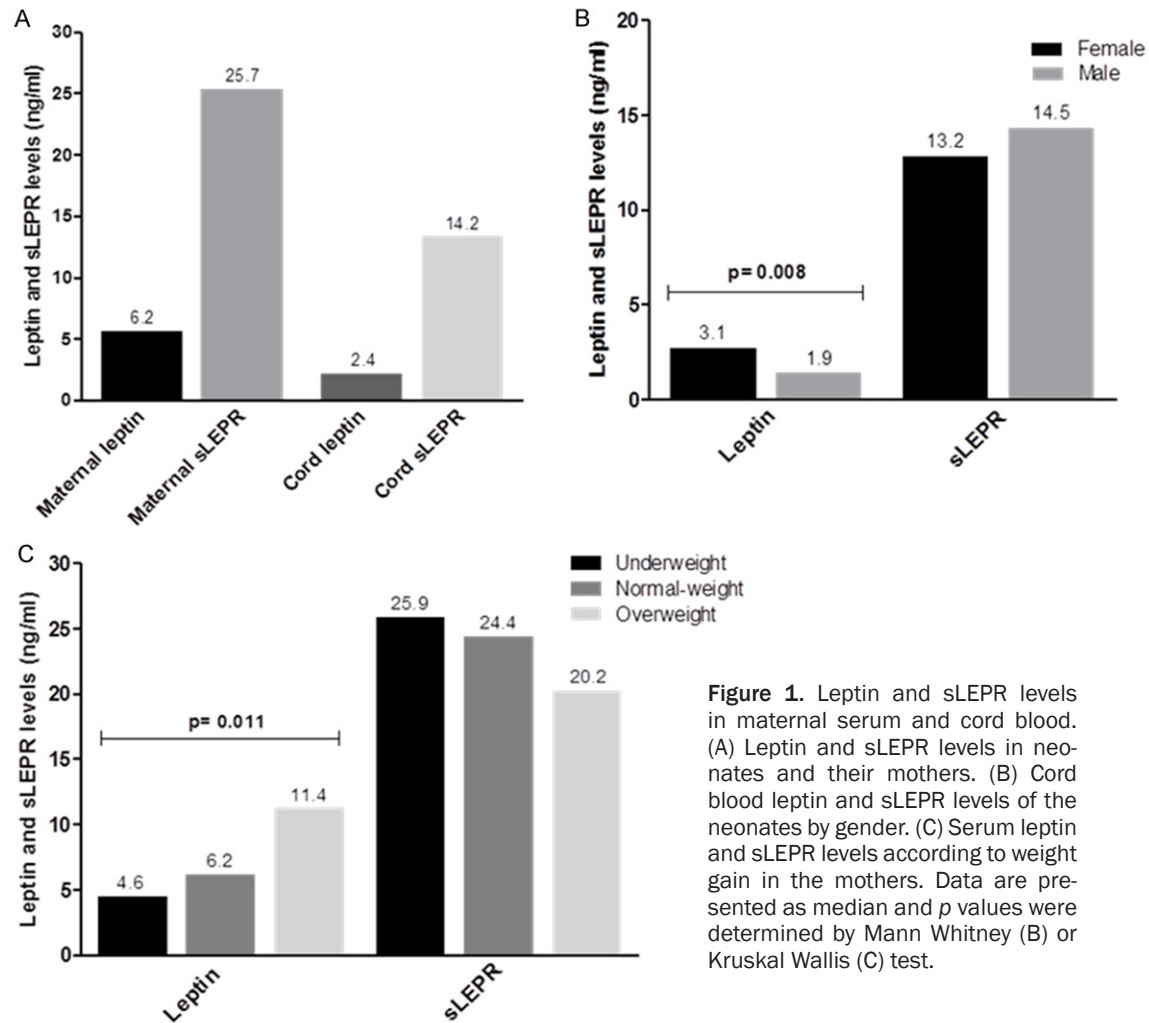 A
Leptin and sLEPR levels (ng/ml)
30
25
20
15
10
5
0
6.2
25.7
2.4
14.2
Maternal leptin
Maternal sLEPR
Cord leptin
Cord sLEPR
B
Leptin and sLEPR levels (ng/ml)
20
15
10
5
0
Female
Male
p= 0.008
3.1
1.9
13.2
14.5
Leptin
sLEPR
C
Leptin and sLEPR levels (ng/ml)
30
25
20
15
10
5
0
Underweight
Normal-weight
Overweight
p= 0.011
4.6
6.2
11.4
25.9
24.4
20.2
Leptin
sLEPR
Figure 1. Leptin and sLEPR levels
in maternal serum and cord blood.
(A) Leptin and sLEPR levels in neo-
nates and their mothers. (B) Cord
blood leptin and sLEPR levels of the
neonates by gender. (C) Serum leptin
and sLEPR levels according to weight
gain in the mothers. Data are pre-
sented as median and p values were
determined by Mann Whitney (B) or
Kruskal Wallis (C) test.